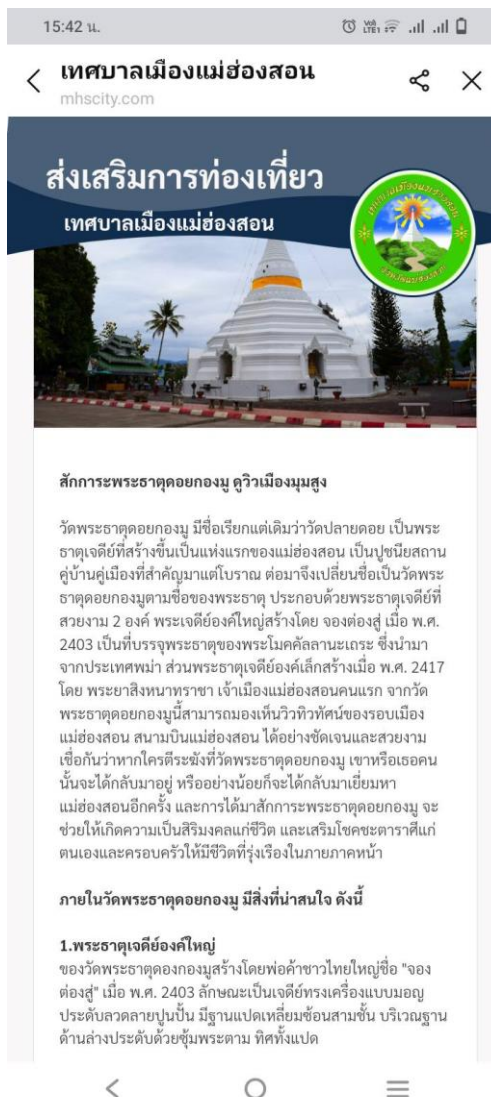 15:42 น.
เทศบาลเมืองแม่ฮ่องสอน
mhscity.com
ส่งเสริมการท่องเที่ยว
เทศบาลเมืองแม่ฮ่องสอน
สักการะพระธาตุดอยกองมู ดูวิวเมืองมุมสูง
วัดพระธาตุดอยกองมู มีชื่อเรียกแต่เดิมว่าวัดปลายดอย เป็นพระ
ธาตุเจดีย์ที่สร้างขึ้นเป็นแห่งแรกของแม่ฮ่องสอน เป็นปูชนียสถาน
คู่บ้านคู่เมืองที่สำคัญมาแต่โบราณ ต่อมาจึงเปลี่ยนชื่อเป็นวัดพระ
ธาตุดอยกองมูตามชื่อของพระธาตุ ประกอบด้วยพระธาตุเจดีย์ที่
สวยงาม 2 องค์ พระเจดีย์องค์ใหญ่สร้างโดย จองต่องสู่ เมื่อ พ.ศ.
2403 เป็นที่บรรจุพระธาตุของพระโมคคัลลานะเถระ ซึ่งนำมา
จากประเทศพม่า ส่วนพระธาตุเจดีย์องค์เล็กสร้างเมื่อ พ.ศ. 2417
โดย พระยาสิงหนาทราชา เจ้าเมืองแม่ฮ่องสอนคนแรก จากวัด
พระธาตุดอยกองมูนี้สามารถมองเห็นวิวทิวทัศน์ของรอบเมือง
แม่ฮ่องสอน สนามบินแม่ฮ่องสอน ได้อย่างชัดเจนและสวยงาม
เชื่อกันว่าหากใครตีระฆังที่วัดพระธาตุดอยกองมู เขาหรือเธอคน
นั้นจะได้กลับมาอยู่ หรืออย่างน้อยก็จะได้กลับมาเยี่ยมหา
แม่ฮ่องสอนอีกครั้ง และการได้มาสักการะพระธาตุดอยกองมู จะ
ช่วยให้เกิดความเป็นสิริมงคลแก่ชีวิต และเสริมโชคชะตาราศีแก่
ตนเองและครอบครัวให้มีชีวิตที่รุ่งเรืองในภายภาคหน้า
ภายในวัดพระธาตุดอยกองมู มีสิ่งที่น่าสนใจ ดังนี้
1.พระธาตุเจดีย์องค์ใหญ่
ของวัดพระธาตุดองกองมูสร้างโดยพ่อค้าชาวไทยใหญ่ชื่อ "จอง
ต่องสู่" เมื่อ พ.ศ. 2403 ลักษณะเป็นเจดีย์ทรงเครื่องแบบมอญ
ประดับลวดลายปูนปั้น มีฐานแปดเหลี่ยมซ้อนสามชั้น บริเวณฐาน
ด้านล่างประดับด้วยซุ้มพระตาม ทิศทั้งแปด